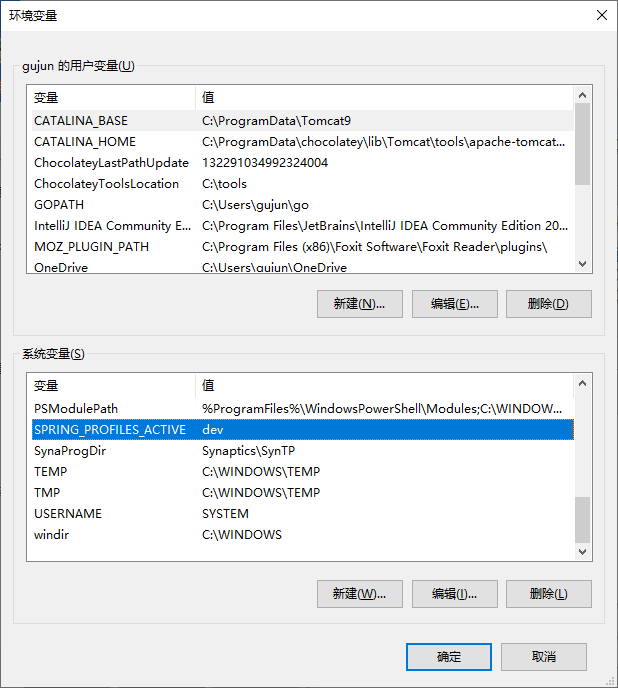 环境变量
gujun 的用户变量(U)
变量 值
CATALINA_BASE C:\ProgramData\Tomcat9
CATALINA_HOME C:\ProgramData\chocolatey\lib\Tomcat\tools\apache-tomcat...
ChocolateyLastPathUpdate 132291034992324004
ChocolateyToolsLocation C:\tools
GOPATH C:\Users\gujun\go
IntelliJ IDEA Community E... C:\Program Files\JetBrains\IntelliJ IDEA Community Edition 20...
MOZ_PLUGIN_PATH C:\Program Files (x86)\Foxit Software\Foxit Reader\plugins\
OneDrive C:\Users\gujun\OneDrive
新建(N)... 编辑(E)... 删除(D)
系统变量(S)
变量 值
PSModulePath %ProgramFiles%\WindowsPowerShell\Modules;C:\WINDOW...
SPRING_PROFILES_ACTIVE dev
SynaProgDir Synaptics\SynTP
TEMP C:\WINDOWS\TEMP
TMP C:\WINDOWS\TEMP
USERNAME SYSTEM
windir C:\WINDOWS
新建(W)... 编辑(I)... 删除(L)
确定 取消